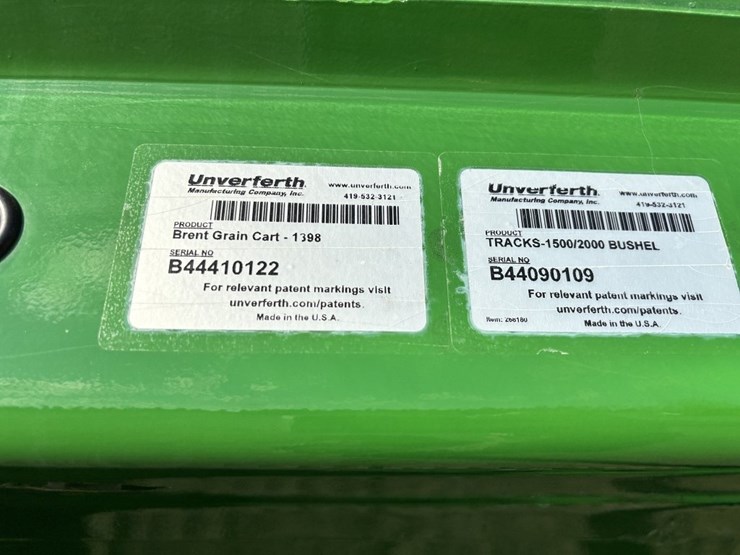 Unverferth
Manufacturing Company, Inc.
www.unverferth.com
419-532-3121
PRODUCT
Brent Grain Cart - 1398
SERIAL NO
B44410122
For relevant patent markings visit
unverferth.com/patents.
Made in the U.S.A.
Unverferth
Manufacturing Company, Inc.
www.unverferth.com
419-532-3121
PRODUCT
TRACKS-1500/2000 BUSHEL
SERIAL NO
B44090109
For relevant patent markings visit
unverferth.com/patents.
Item: 266180
Made in the U.S.A.